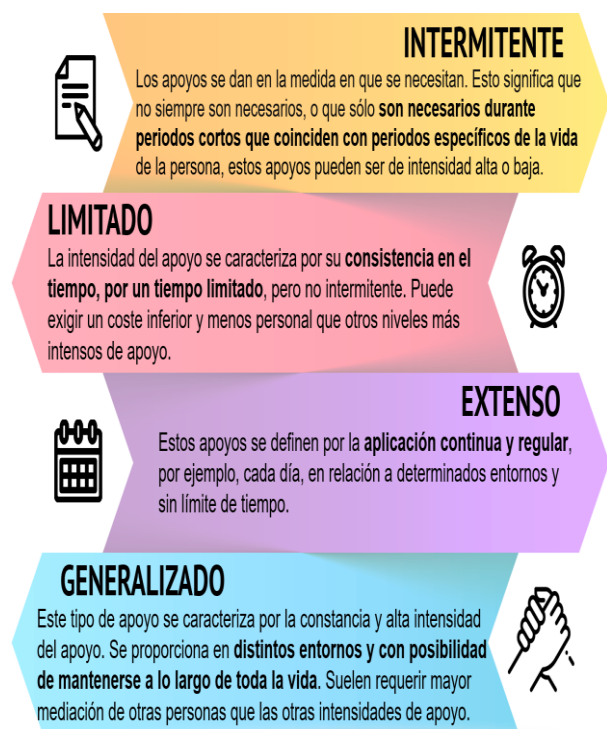 INTERMITENTE
Los apoyos se dan en la medida en que se necesitan. Esto significa que
no siempre son necesarios, o que sólo son necesarios durante
periodos cortos que coinciden con periodos específicos de la vida
de la persona, estos apoyos pueden ser de intensidad alta o baja.
LIMITADO
La intensidad del apoyo se caracteriza por su consistencia en el
tiempo, por un tiempo limitado, pero no intermitente. Puede
exigir un coste inferior y menos personal que otros niveles más
intensos de apoyo.
EXTENSO
Estos apoyos se definen por la aplicación continua y regular,
por ejemplo, cada día, en relación a determinados entornos y
sin límite de tiempo.
GENERALIZADO
Este tipo de apoyo se caracteriza por la constancia y alta intensidad
del apoyo. Se proporciona en distintos entornos y con posibilidad
de mantenerse a lo largo de toda la vida. Suelen requerir mayor
mediación de otras personas que las otras intensidades de apoyo.